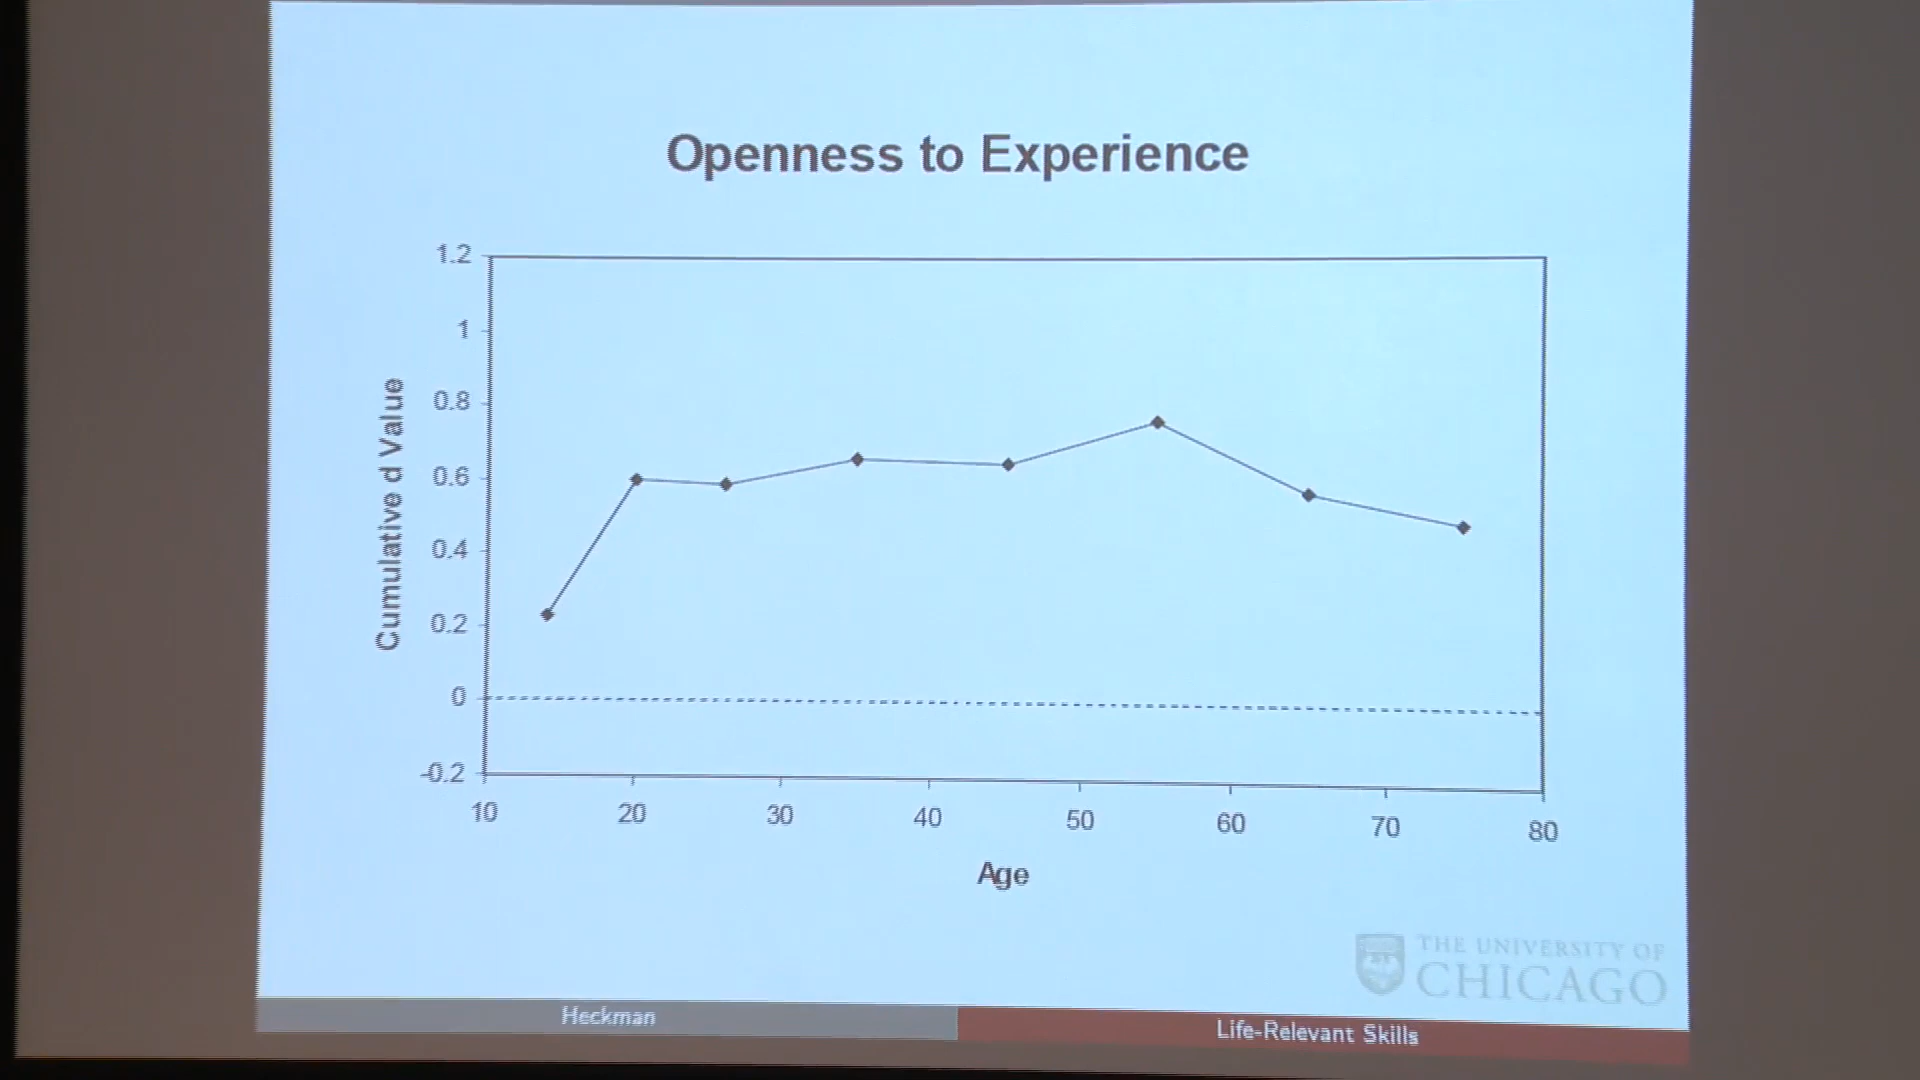 Openness to Experience
1.2
1
0.8
0.6
0.4
0.2
0
-0.2
Cumulative d Value
10 20 30 40 50 60 70 80
Age
THE UNIVERSITY OF
CHICAGO
Heckman
Life-Relevant Skills